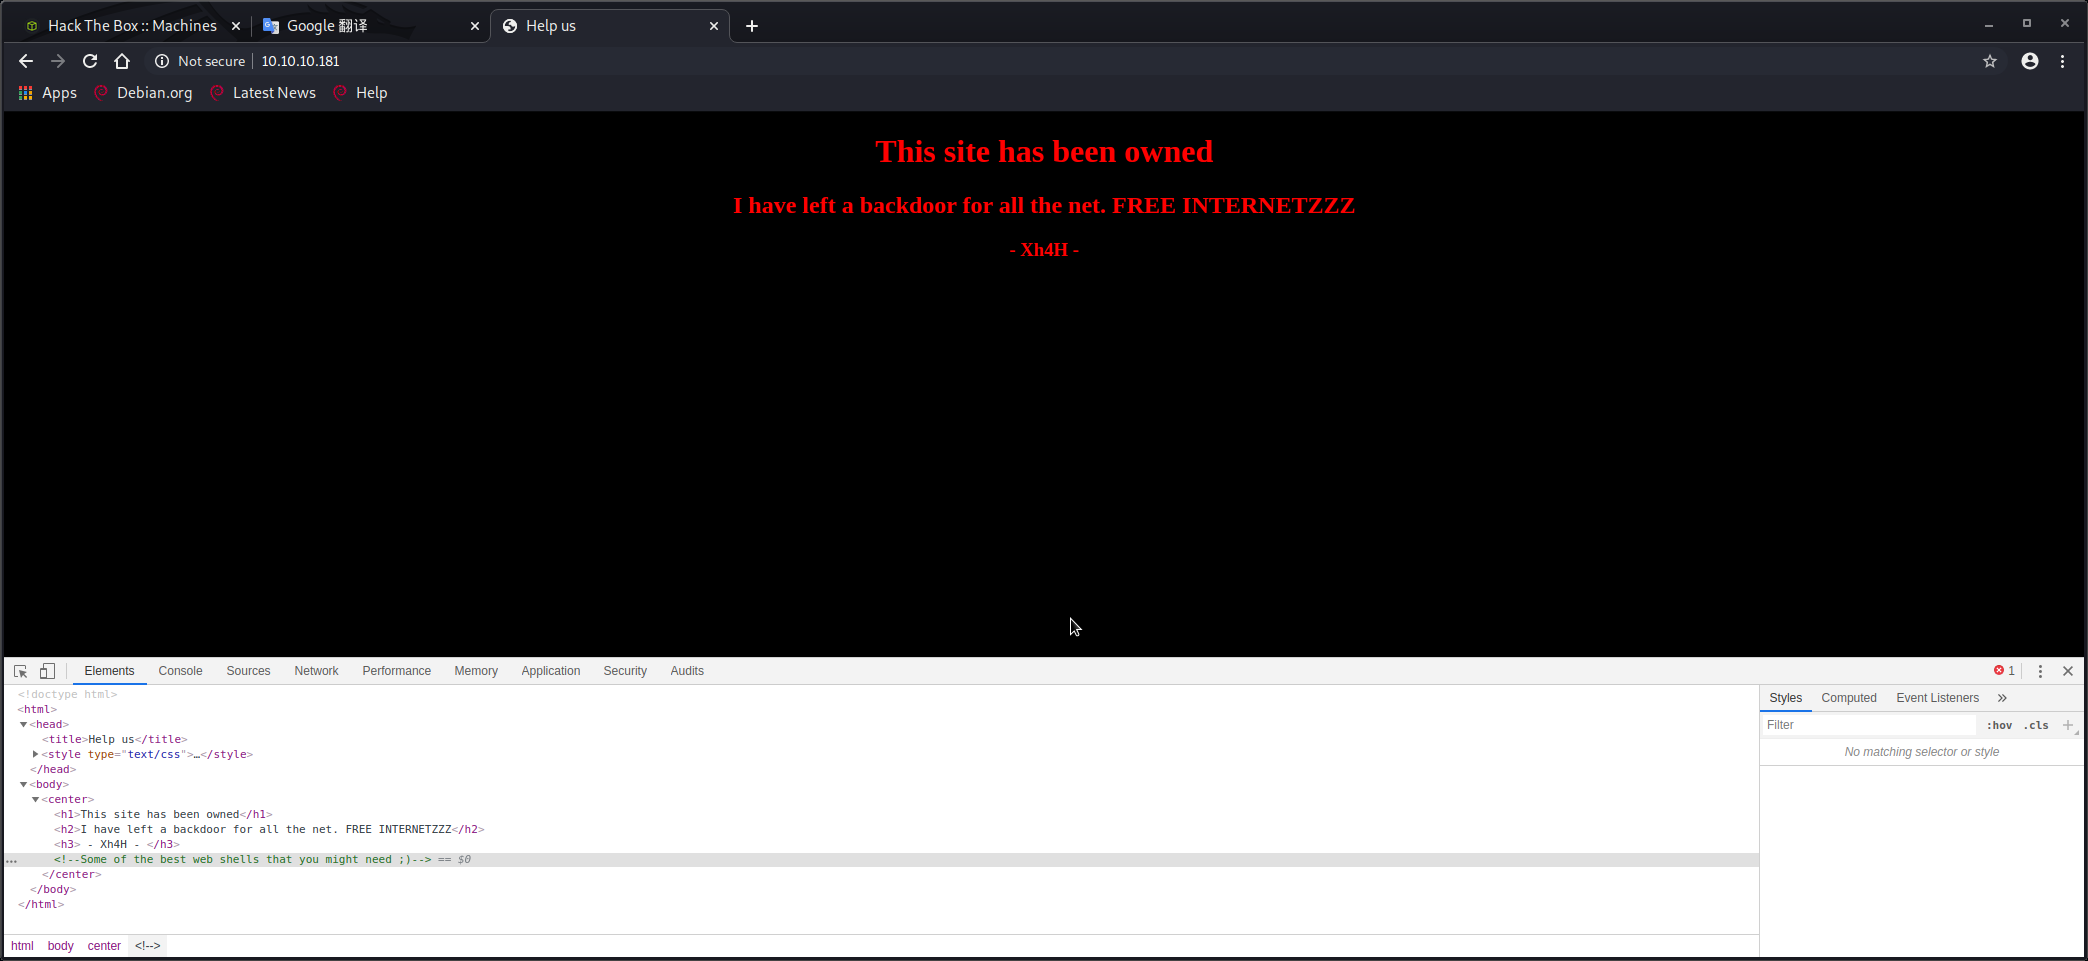 Hack The Box :: Machines
Google 翻译
Help us
Not secure
10.10.10.181
Apps
Debian.org
Latest News
Help
This site has been owned
I have left a backdoor for all the net. FREE INTERNETZZZ
- Xh4H -
Elements Console Sources Network Performance Memory Application Security Audits
1
<!doctype html>
<html>
<head>
<title>Help us</title>
<style type="text/css">…</style>
</head>
<body>
<center>
<h1>This site has been owned</h1>
<h2>I have left a backdoor for all the net. FREE INTERNETZZZ</h2>
<h3> - Xh4H - </h3>
... <!--Some of the best web shells that you might need ;)--> == $0
</center>
</body>
</html>
html body center <!-->
Styles Computed Event Listeners »
Filter
:hov .cls
No matching selector or style